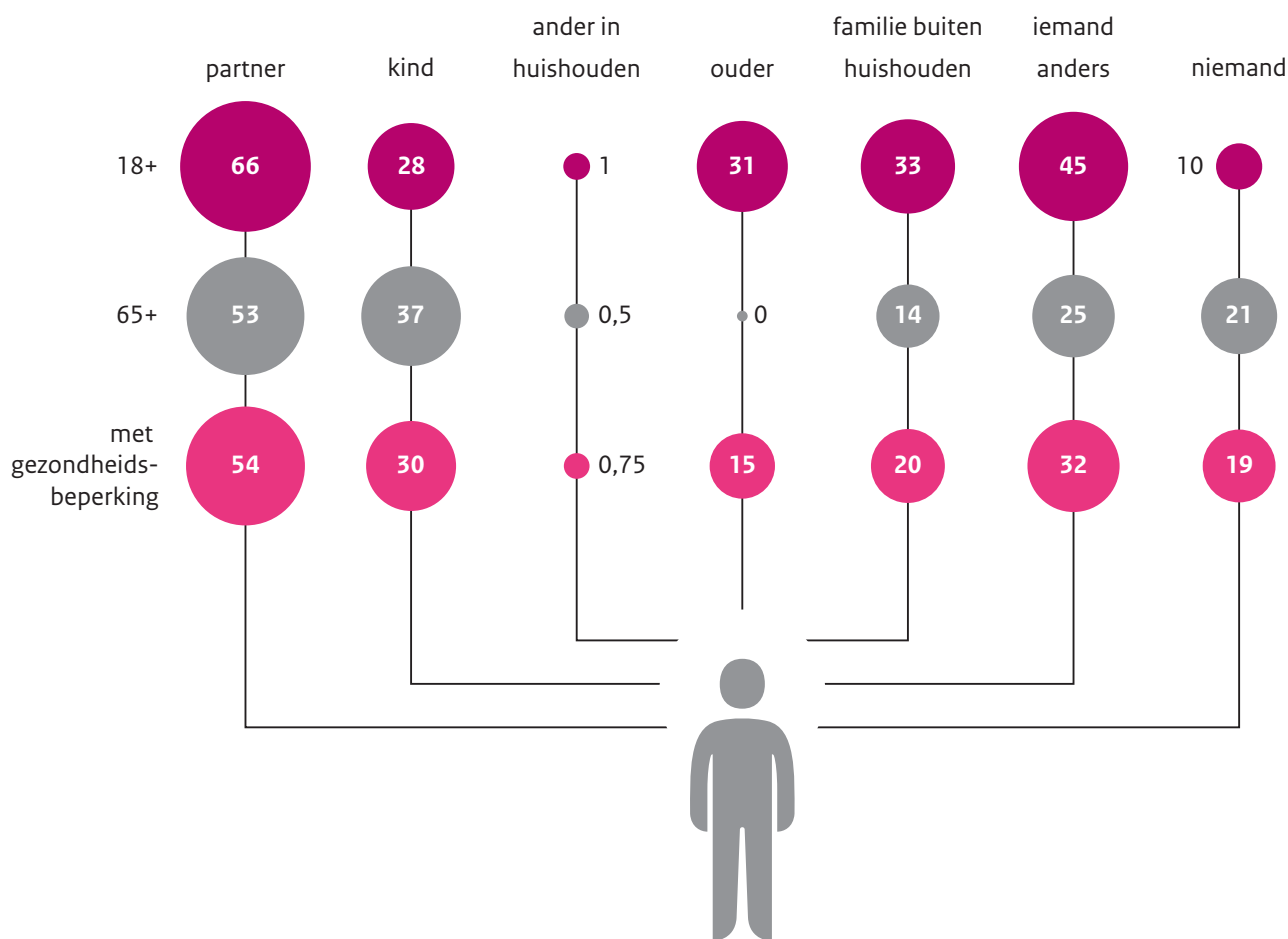 ander in
familie buiten
iemand
partner
kind
huishouden
ouder
huishouden
anders
niemand
18+
66
28
1
31
33
45
10
65+
53
37
0,5
0
14
25
21
met
gezondheids-
beperking
54
30
0,75
15
20
32
19